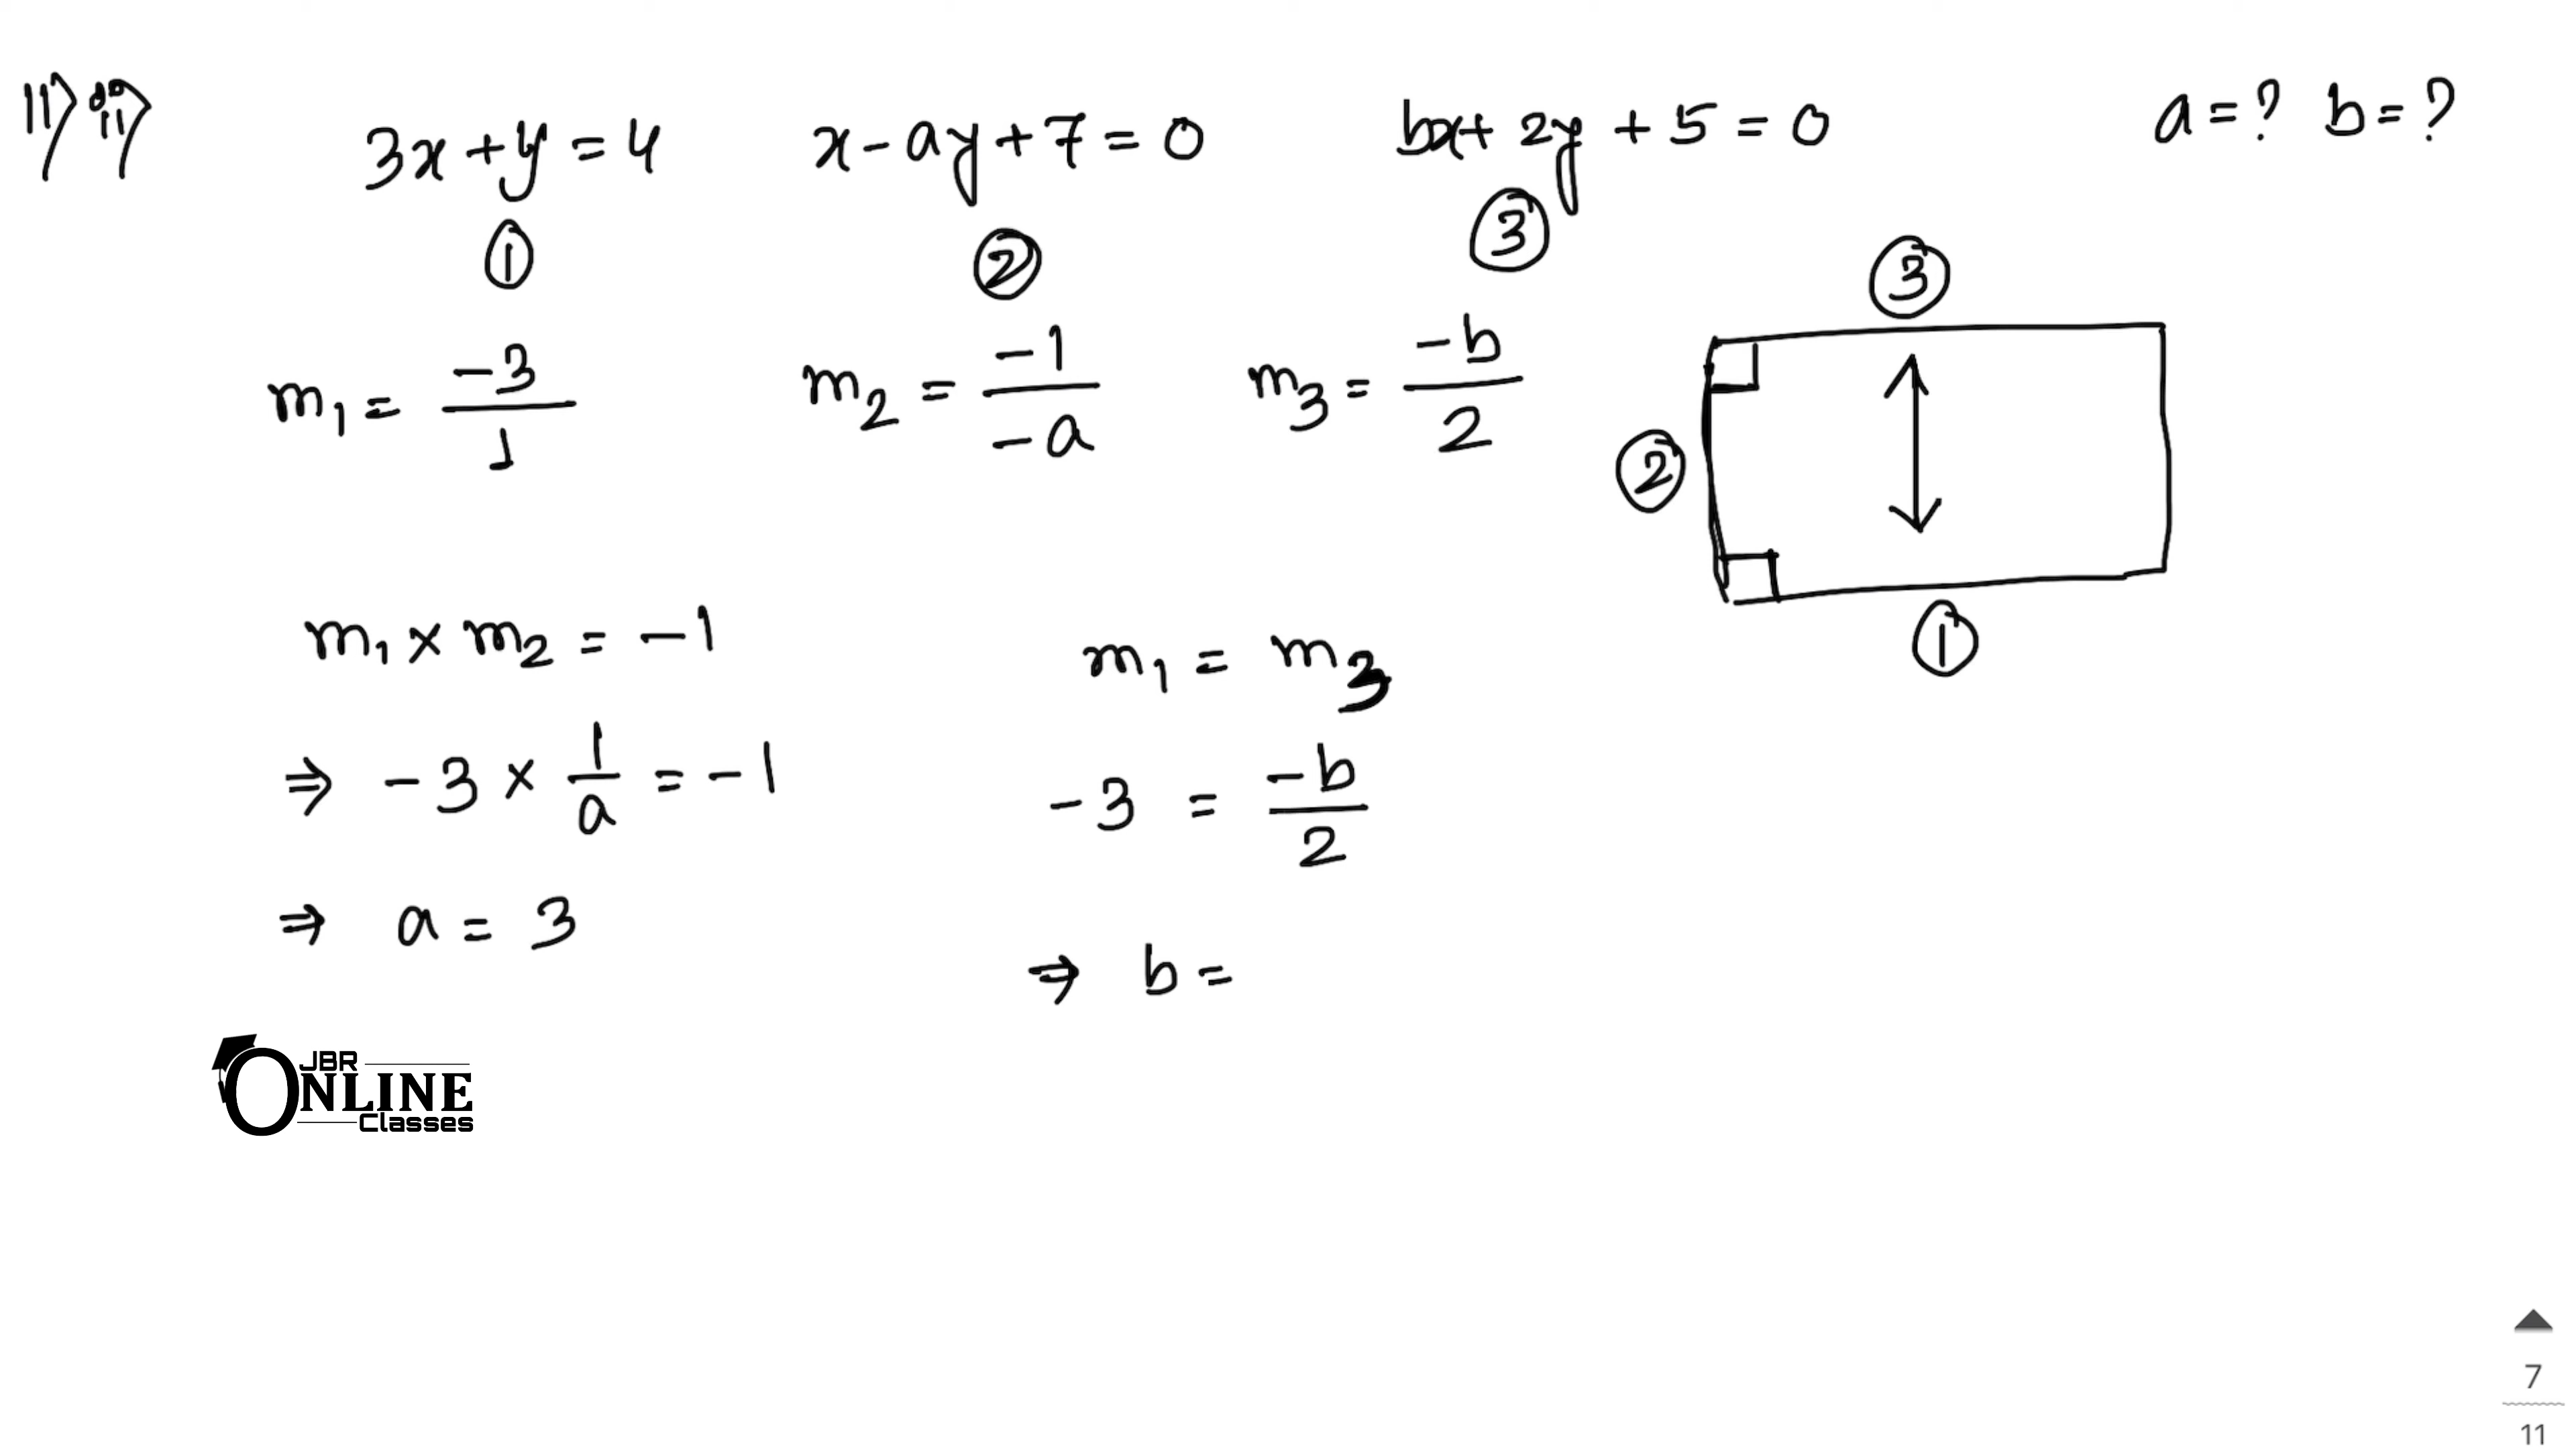 11) ii)
3x + y = 4    x - ay + 7 = 0    bx + 2y + 5 = 0    a = ?  b = ?
①    ②    ③
③
m₁ = -3/1    m₂ = -1/-a    m₃ = -b/2
②
①
m₁ × m₂ = -1    m₁ = m₃
⇒ -3 × 1/a = -1    -3 = -b/2
⇒ a = 3    ⇒ b =
JBR
ONLINE
Classes
7
11